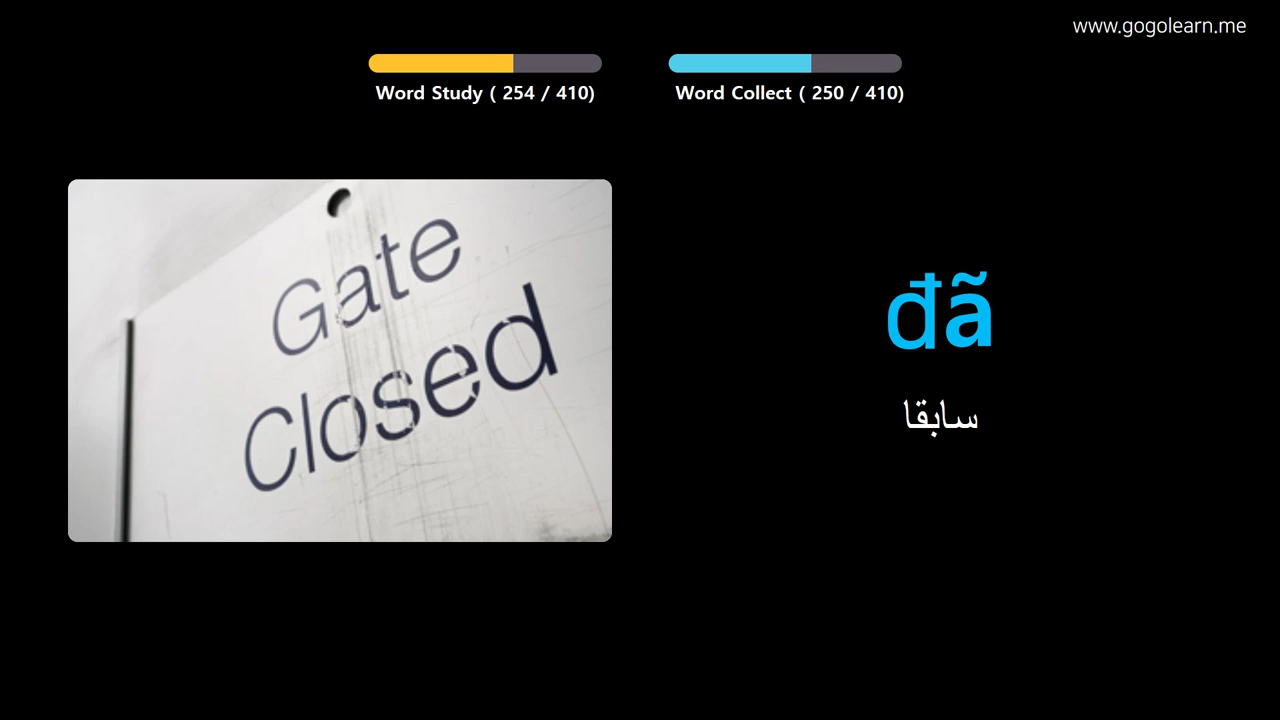 www.gogolearn.me
Word Study ( 254 / 410)
Word Collect ( 250 / 410)
Gate
Closed
đã
سابقا